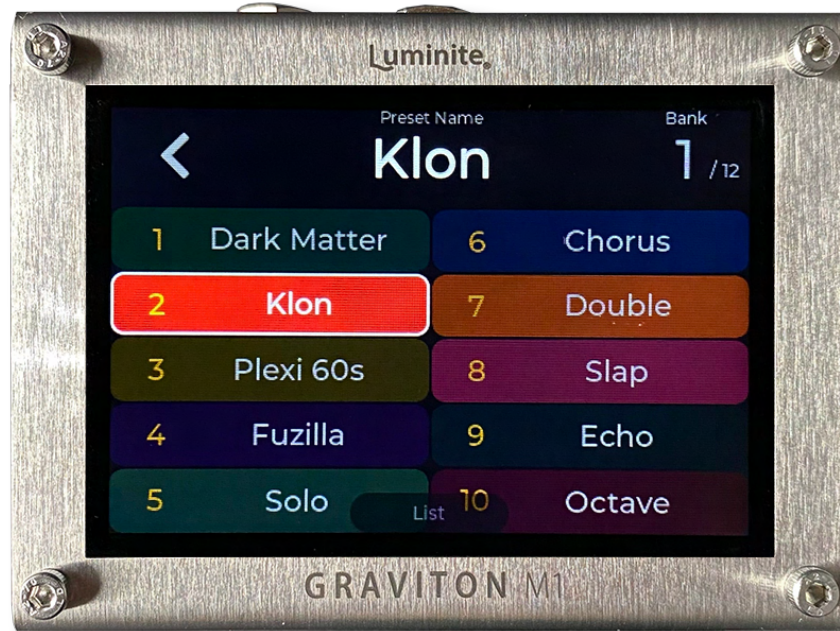 Luminite
Preset Name
Bank
Klon
1 / 12
1 Dark Matter
2 Klon
3 Plexi 60s
4 Fuzilla
5 Solo
6 Chorus
7 Double
8 Slap
9 Echo
10 Octave
List
GRAVITON M1